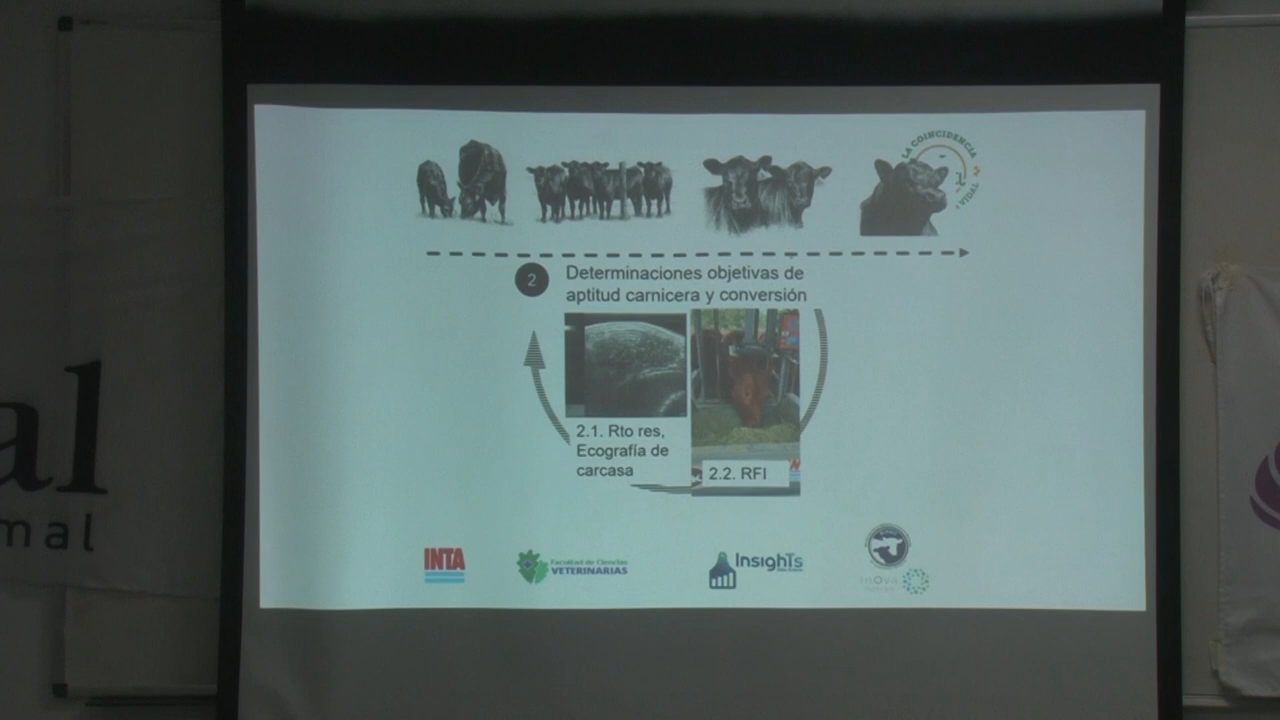 LA COINCIDENCIA
+ VIDAL
2
Determinaciones objetivas de
aptitud carnicera y conversión
2.1. Rto res,
Ecografía de
carcasa
2.2. RFI
INTA
Facultad de Ciencias
VETERINARIAS
InsighTs
al
mal